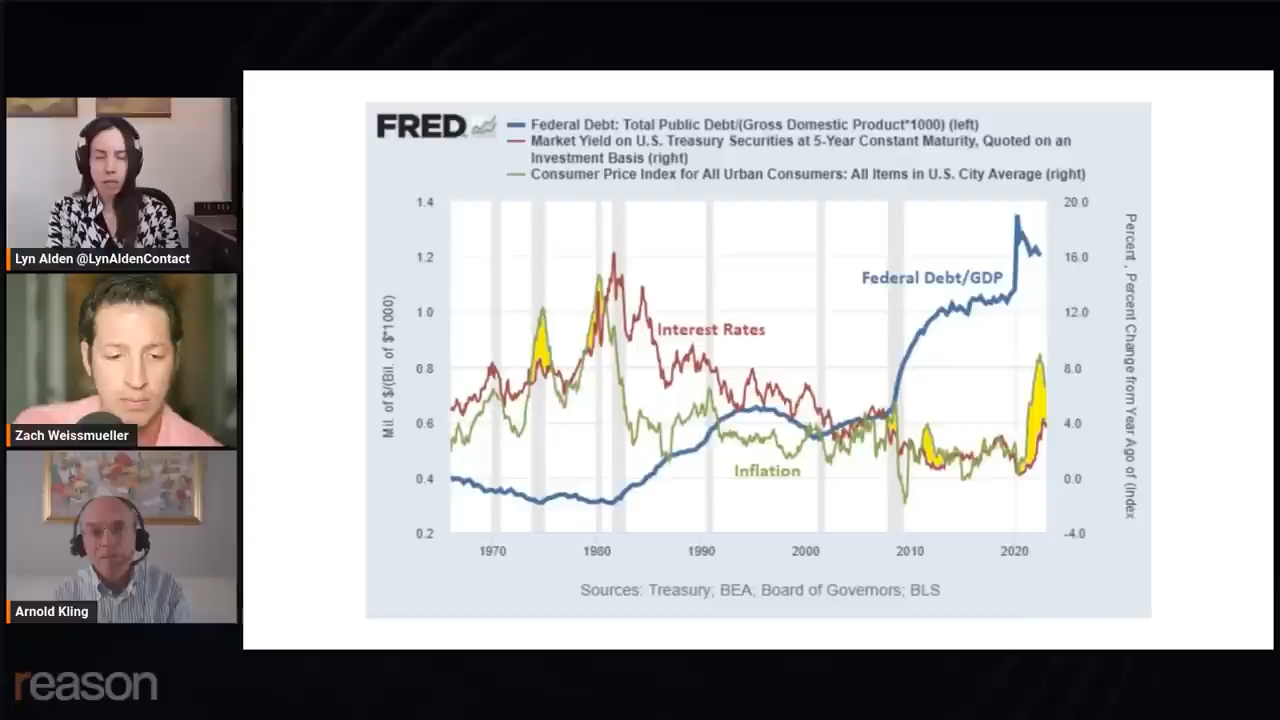 Lyn Alden @LynAldenContact
Zach Weissmueller
Arnold Kling
reason
FRED
Federal Debt: Total Public Debt/(Gross Domestic Product*1000) (left)
Market Yield on U.S. Treasury Securities at 5-Year Constant Maturity, Quoted on an
Investment Basis (right)
Consumer Price Index for All Urban Consumers: All Items in U.S. City Average (right)
1.4
1.2
1.0
0.8
0.6
0.4
0.2
Mil. of $/(Bil. of $*1000)
20.0
16.0
12.0
8.0
4.0
0.0
-4.0
Percent , Percent Change from Year Ago of (Index
Federal Debt/GDP
Interest Rates
Inflation
1970
1980
1990
2000
2010
2020
Sources: Treasury; BEA; Board of Governors; BLS